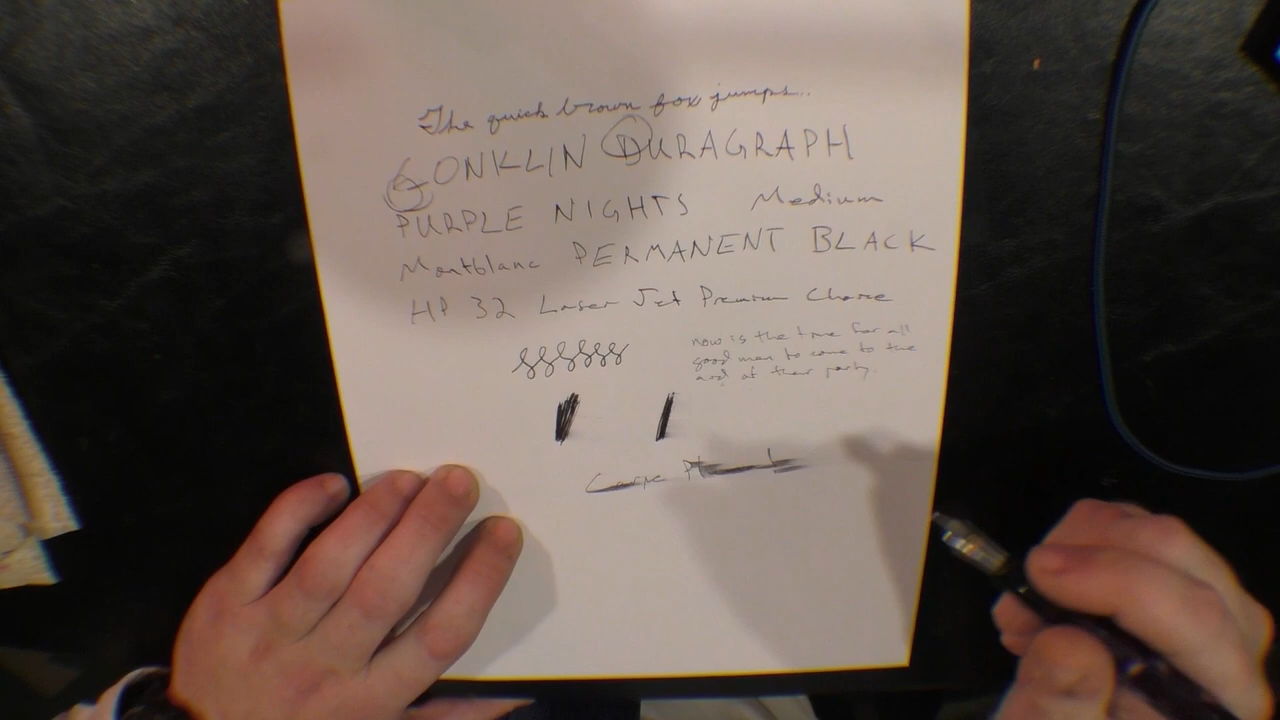 The quick brown fox jumps..
CONKLIN DURAGRAPH
PURPLE NIGHTS Medium
Montblanc PERMANENT BLACK
HP 32 Laser Jet Premium Choice
now is the time for all
good men to come to the
aid of their party.
Carpe